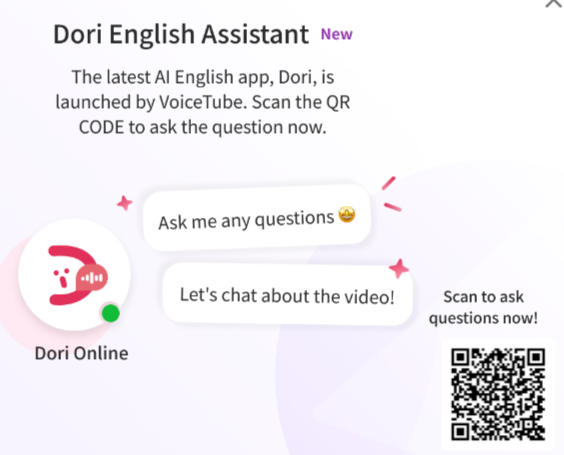 Dori English Assistant New
The latest AI English app, Dori, is
launched by VoiceTube. Scan the QR
CODE to ask the question now.
Ask me any questions 🤩
Let's chat about the video!
Dori Online
Scan to ask
questions now!